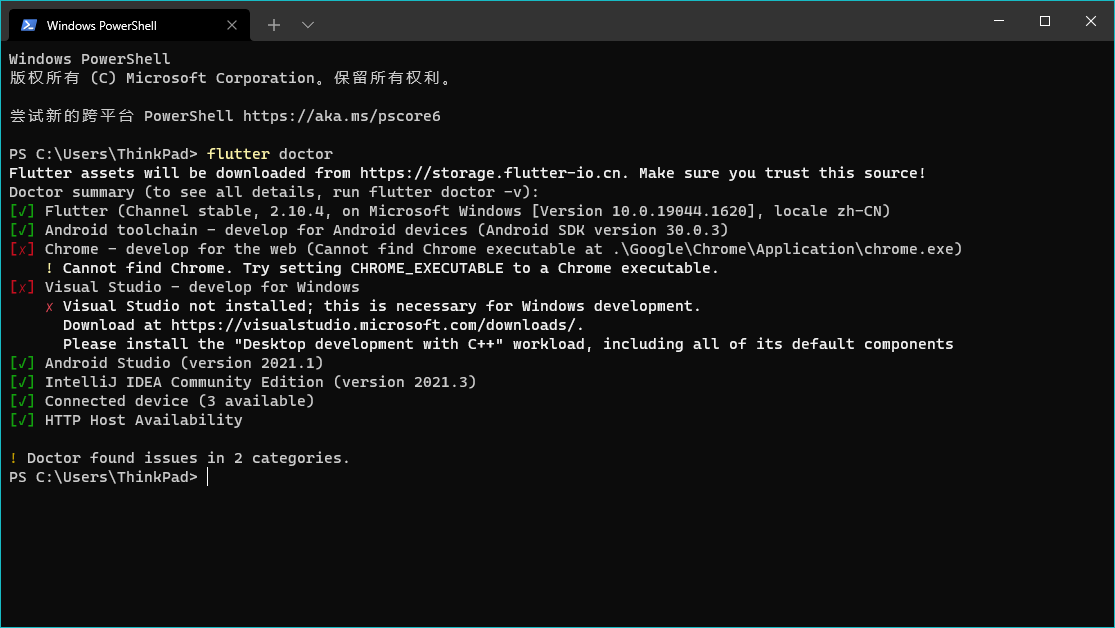 Windows PowerShell
Windows PowerShell
版权所有 (C) Microsoft Corporation。保留所有权利。
尝试新的跨平台 PowerShell https://aka.ms/pscore6
PS C:\Users\ThinkPad> flutter doctor
Flutter assets will be downloaded from https://storage.flutter-io.cn. Make sure you trust this source!
Doctor summary (to see all details, run flutter doctor -v):
[√] Flutter (Channel stable, 2.10.4, on Microsoft Windows [Version 10.0.19044.1620], locale zh-CN)
[√] Android toolchain - develop for Android devices (Android SDK version 30.0.3)
[✗] Chrome - develop for the web (Cannot find Chrome executable at .\Google\Chrome\Application\chrome.exe)
! Cannot find Chrome. Try setting CHROME_EXECUTABLE to a Chrome executable.
[✗] Visual Studio - develop for Windows
✗ Visual Studio not installed; this is necessary for Windows development.
Download at https://visualstudio.microsoft.com/downloads/.
Please install the "Desktop development with C++" workload, including all of its default components
[√] Android Studio (version 2021.1)
[√] IntelliJ IDEA Community Edition (version 2021.3)
[√] Connected device (3 available)
[√] HTTP Host Availability
! Doctor found issues in 2 categories.
PS C:\Users\ThinkPad>